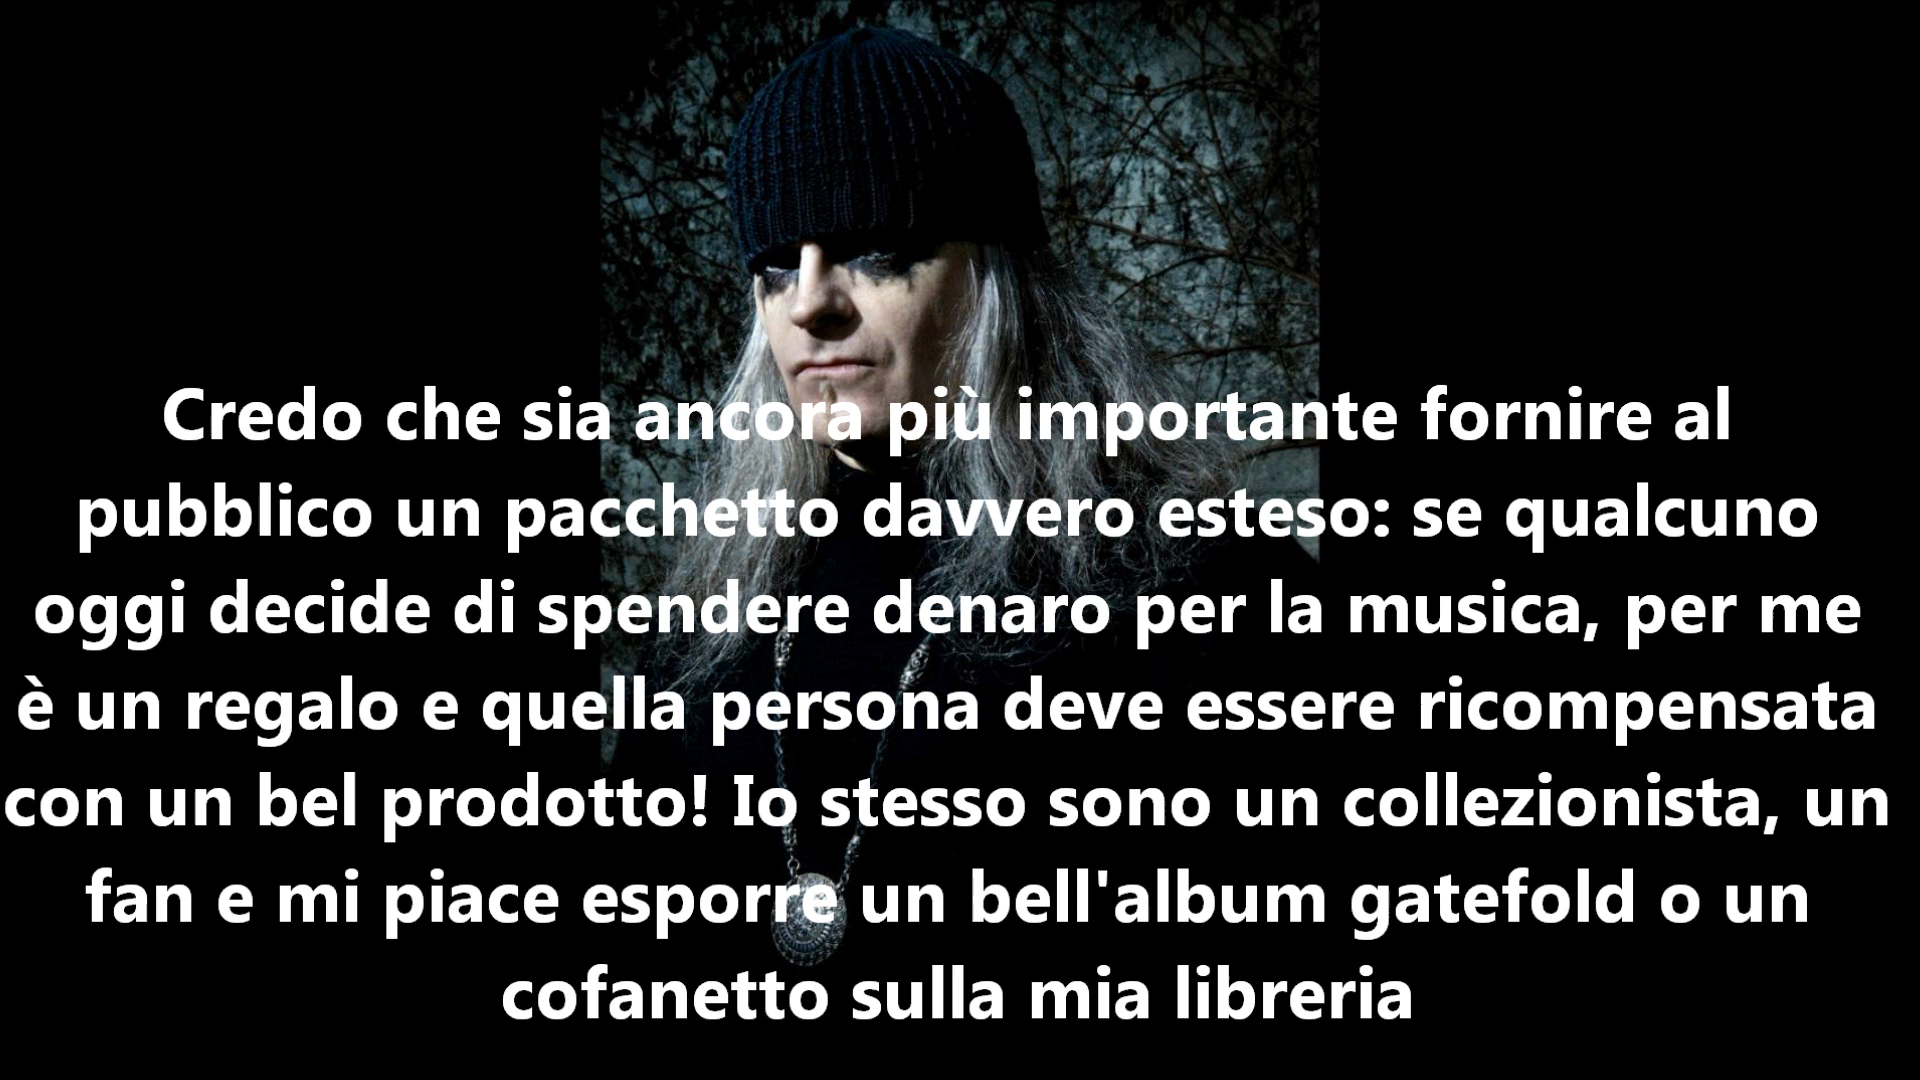 Credo che sia ancora più importante fornire al
pubblico un pacchetto davvero esteso: se qualcuno
oggi decide di spendere denaro per la musica, per me
è un regalo e quella persona deve essere ricompensata
con un bel prodotto! Io stesso sono un collezionista, un
fan e mi piace esporre un bell'album gatefold o un
cofanetto sulla mia libreria